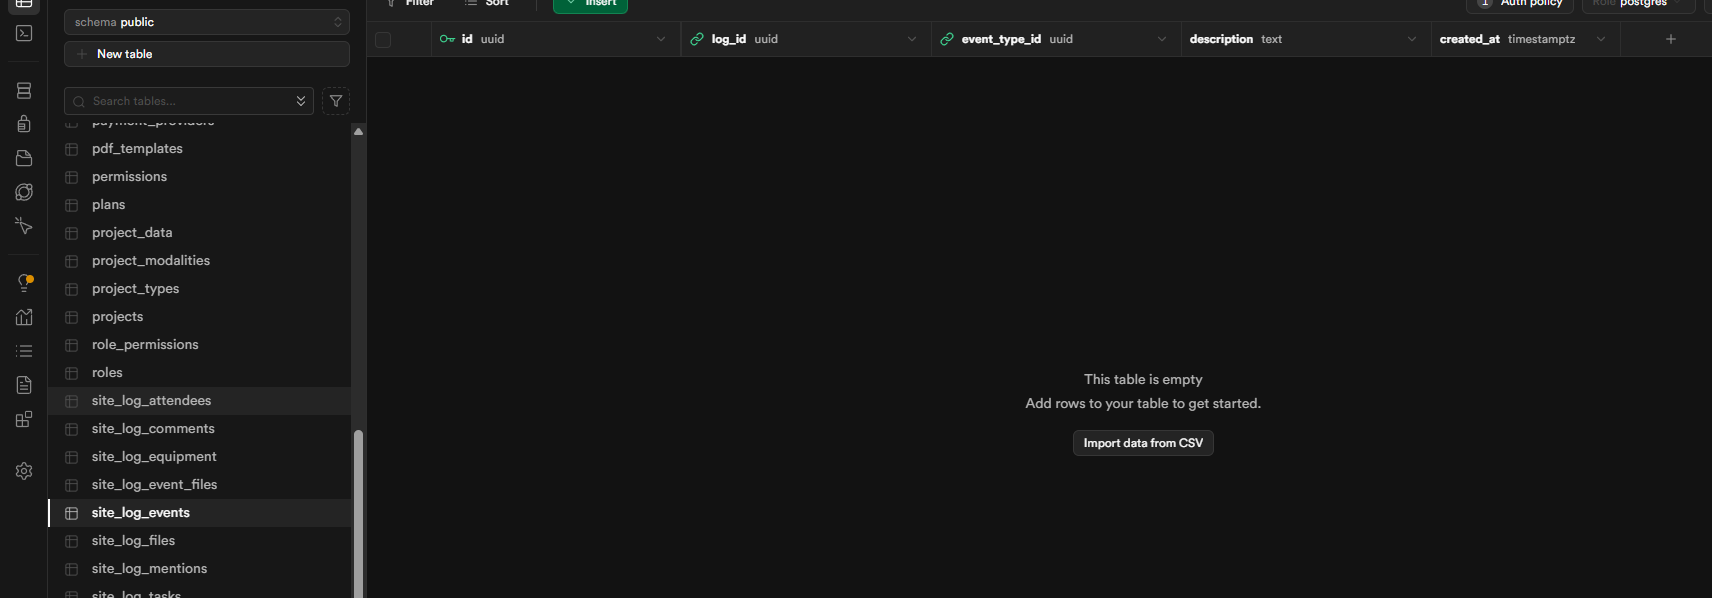 schema public
New table
Search tables...
payment_providers
pdf_templates
permissions
plans
project_data
project_modalities
project_types
projects
role_permissions
roles
site_log_attendees
site_log_comments
site_log_equipment
site_log_event_files
site_log_events
site_log_files
site_log_mentions
site_log_tasks
Filter Sort Insert 1 Auth policy Role postgres
id uuid log_id uuid event_type_id uuid description text created_at timestamptz
This table is empty
Add rows to your table to get started.
Import data from CSV